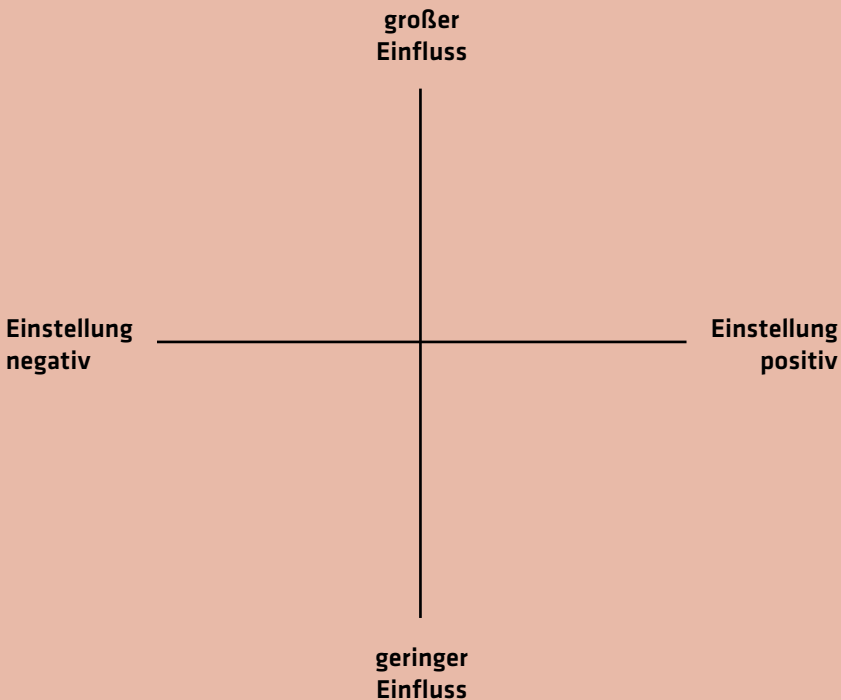 großer
Einfluss
Einstellung
negativ
Einstellung
positiv
geringer
Einfluss